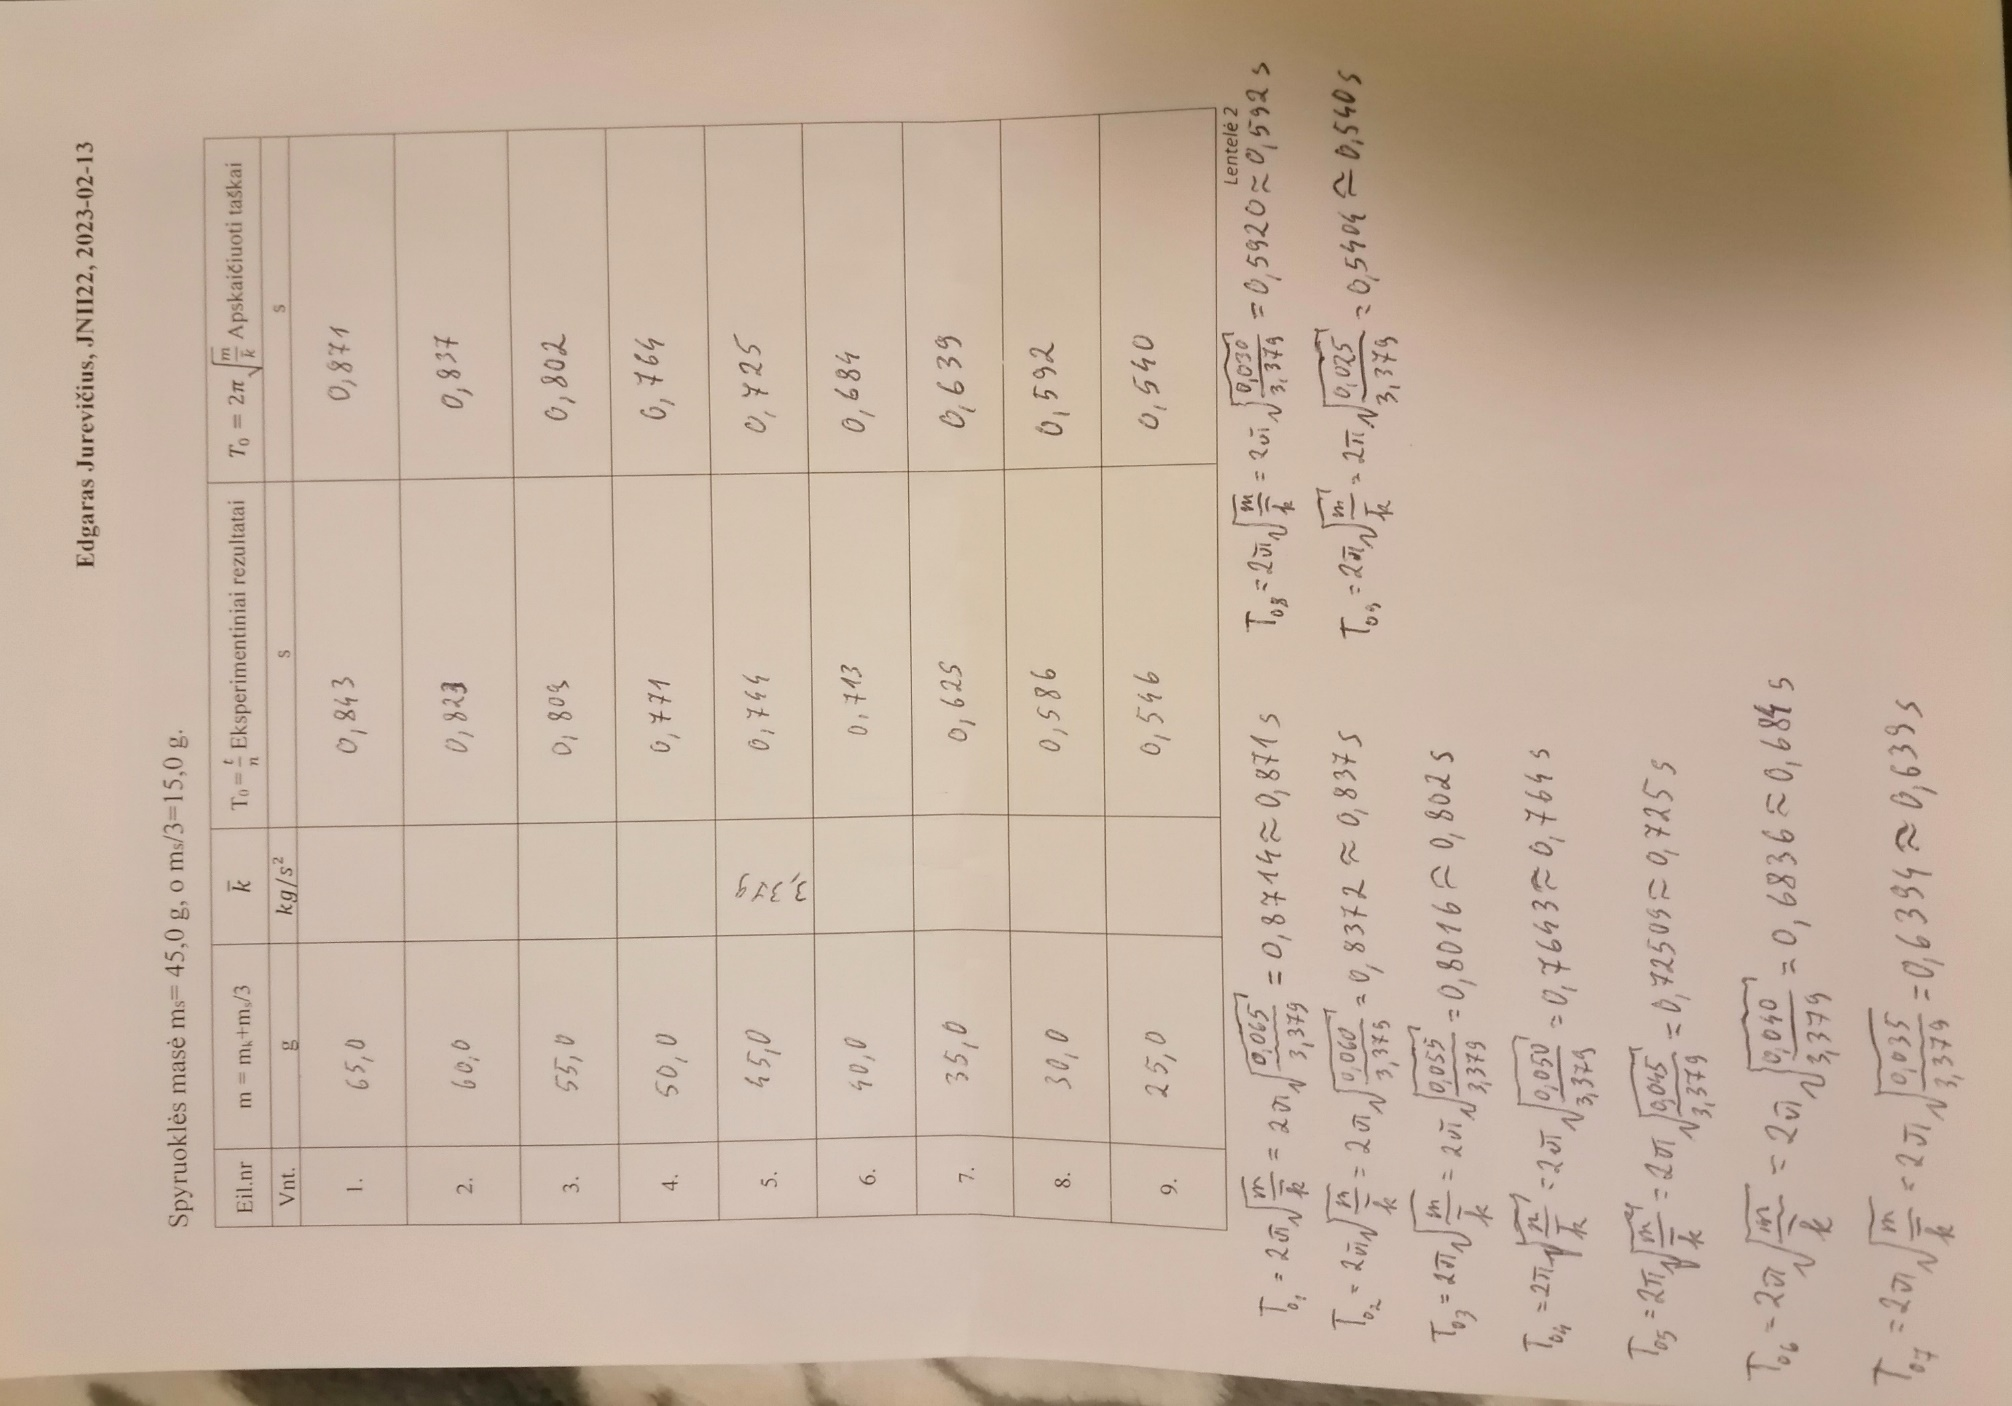 Edgaras Jurevičius, JNII22, 2023-02-13
Spyruoklės masė mₛ= 45,0 g, o mₛ/3=15,0 g.
Eil.nr | m = mₖ+mₛ/3 | k̅ | T₀ = t/n Eksperimentiniai rezultatai | T₀ = 2π√(m/k) Apskaičiuoti taškai
Vnt. | g | kg/s² | s | s
1. | 65,0 | | 0,843 | 0,871
2. | 60,0 | | 0,823 | 0,837
3. | 55,0 | | 0,809 | 0,802
4. | 50,0 | | 0,771 | 0,764
5. | 45,0 | 3,379 | 0,744 | 0,725
6. | 40,0 | | 0,713 | 0,684
7. | 35,0 | | 0,625 | 0,639
8. | 30,0 | | 0,586 | 0,592
9. | 25,0 | | 0,546 | 0,540
Lentelė 2
T₀₁ = 2π√(m/k) = 2π√(0,065/3,379) = 0,8714 ≈ 0,871 s
T₀₂ = 2π√(m/k) = 2π√(0,060/3,379) = 0,8372 ≈ 0,837 s
T₀₃ = 2π√(m/k) = 2π√(0,055/3,379) = 0,8016 ≈ 0,802 s
T₀₄ = 2π√(m/k) = 2π√(0,050/3,379) = 0,7643 ≈ 0,764 s
T₀₅ = 2π√(m/k) = 2π√(0,045/3,379) = 0,72509 ≈ 0,725 s
T₀₆ = 2π√(m/k) = 2π√(0,040/3,379) = 0,6836 ≈ 0,684 s
T₀₇ = 2π√(m/k) = 2π√(0,035/3,379) = 0,6394 ≈ 0,639 s
T₀₈ = 2π√(m/k) = 2π√(0,030/3,379) = 0,5920 ≈ 0,592 s
T₀₉ = 2π√(m/k) = 2π√(0,025/3,379) = 0,5404 ≈ 0,540 s